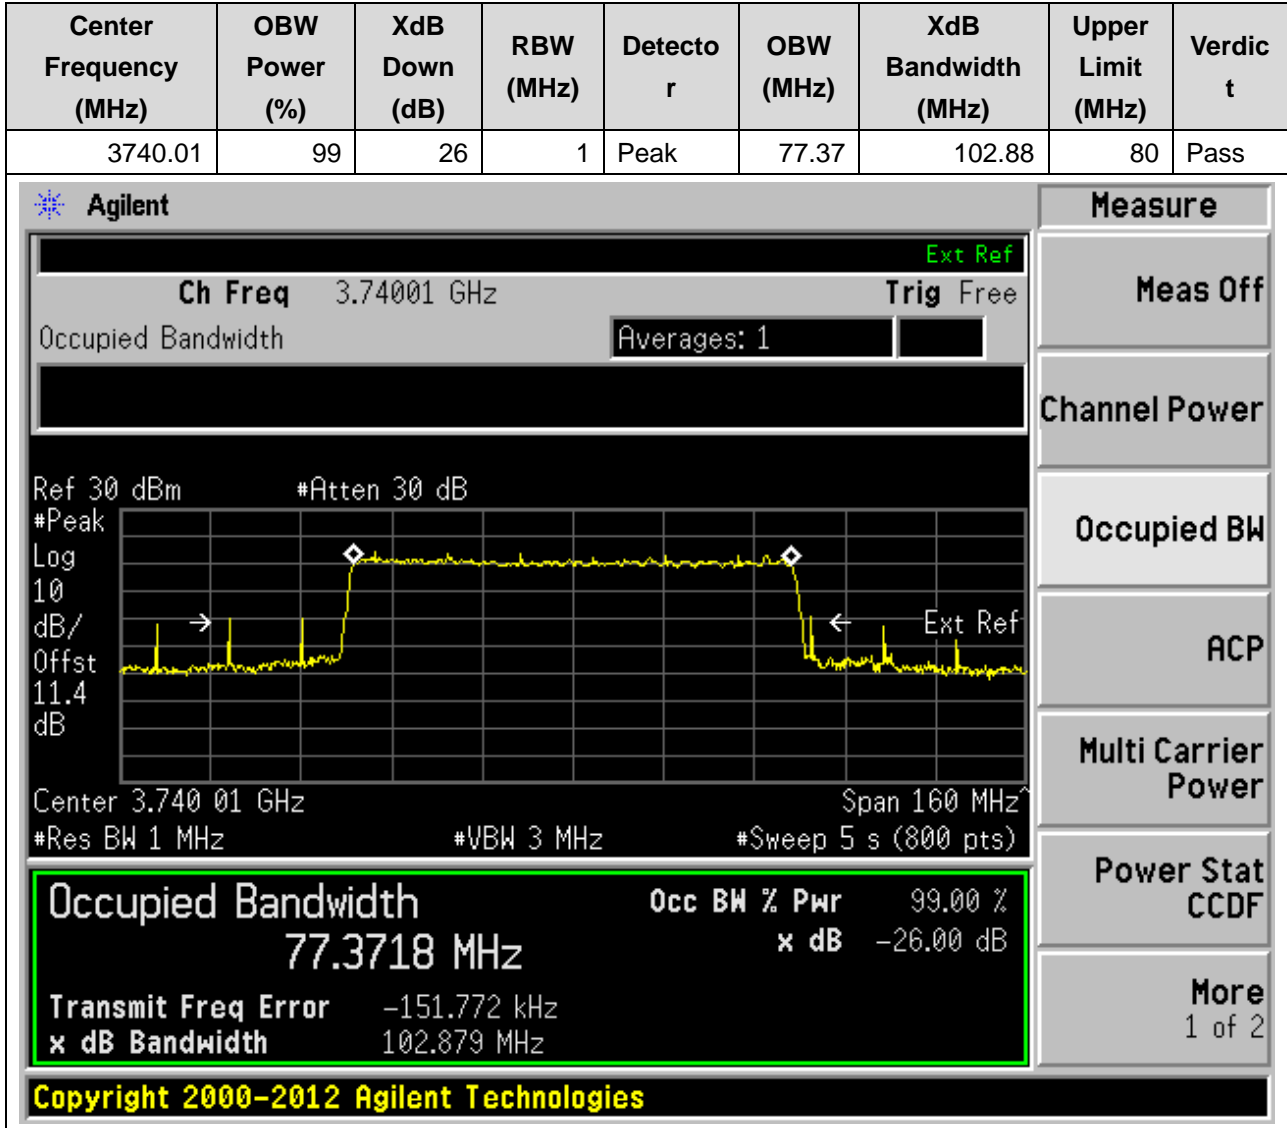 Center Frequency (MHz) OBW Power (%) XdB Down (dB) RBW (MHz) Detecto r OBW (MHz) XdB Bandwidth (MHz) Upper Limit (MHz) Verdic t
3740.01 99 26 1 Peak 77.37 102.88 80 Pass
Agilent
Measure
Ext Ref
Ch Freq 3.74001 GHz Trig Free
Meas Off
Occupied Bandwidth Averages: 1
Channel Power
Ref 30 dBm #Atten 30 dB
#Peak
Log
10
dB/
Offst
11.4
dB
Ext Ref
Occupied BW
ACP
Center 3.740 01 GHz Span 160 MHz^
#Res BW 1 MHz #VBW 3 MHz #Sweep 5 s (800 pts)
Multi Carrier
Power
Occupied Bandwidth
77.3718 MHz
Occ BW % Pwr 99.00 %
x dB -26.00 dB
Transmit Freq Error -151.772 kHz
x dB Bandwidth 102.879 MHz
Power Stat
CCDF
More
1 of 2
Copyright 2000-2012 Agilent Technologies